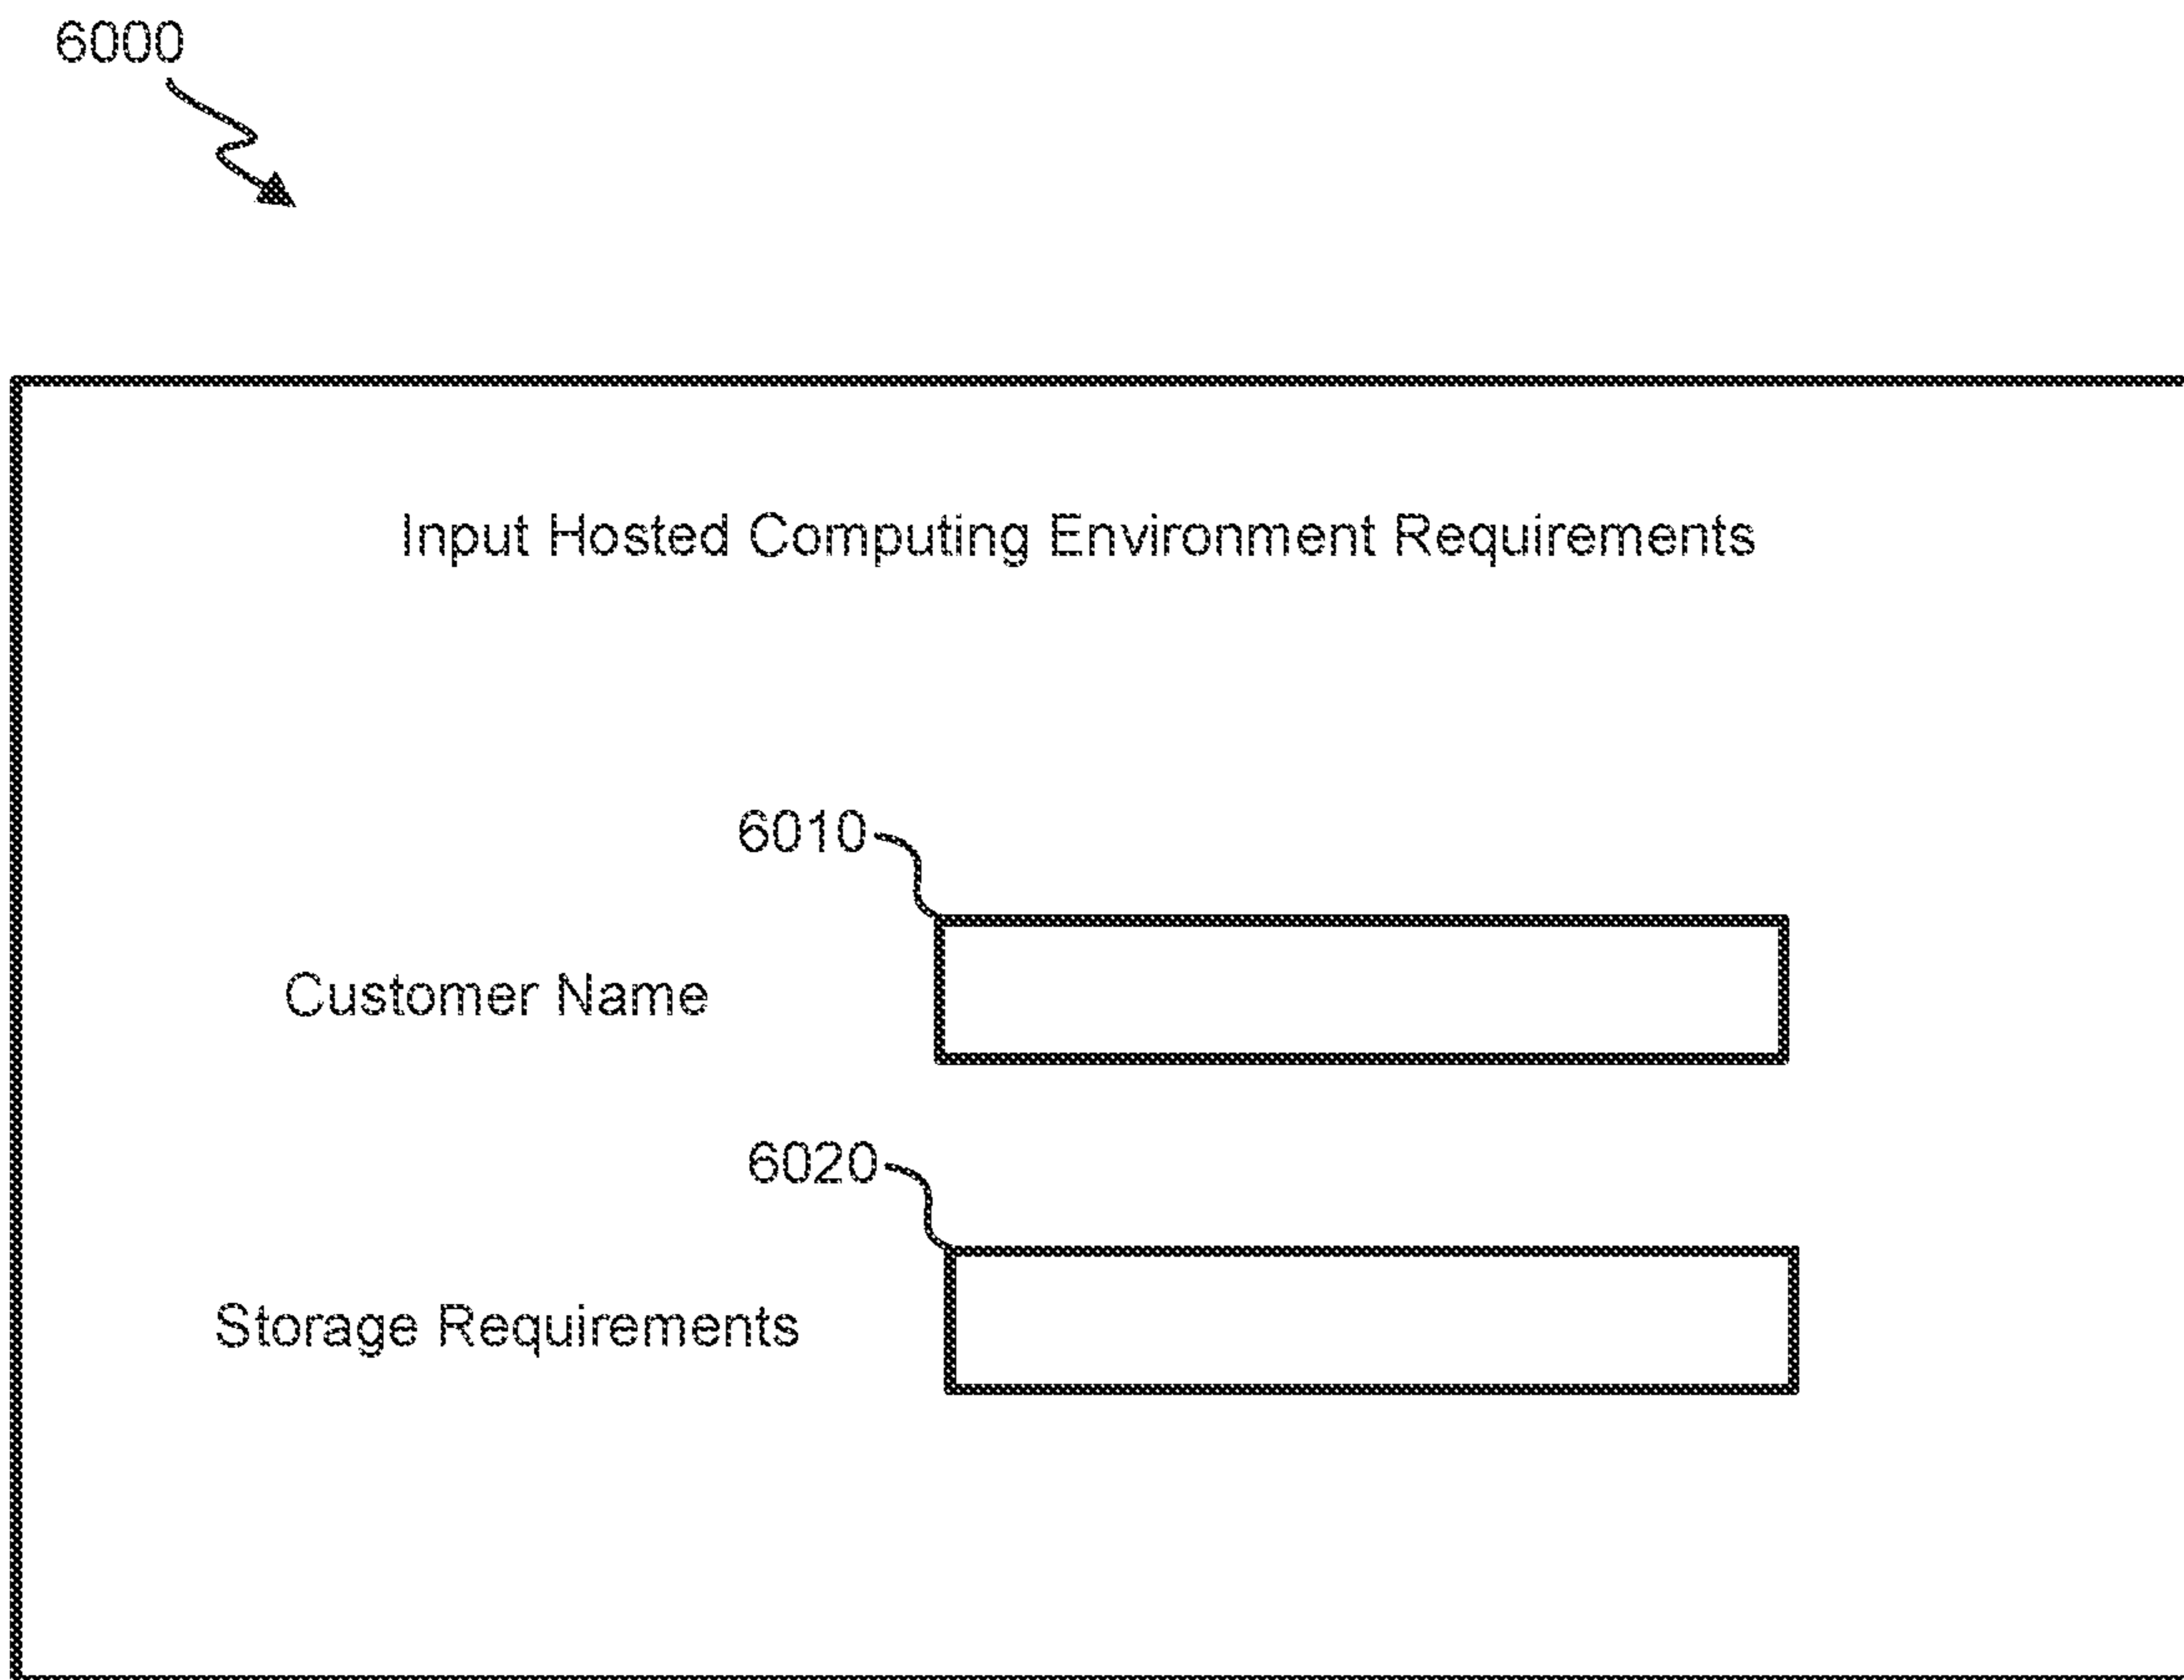 6000
Input Hosted Computing Environment Requirements
6010
Customer Name
6020
Storage Requirements